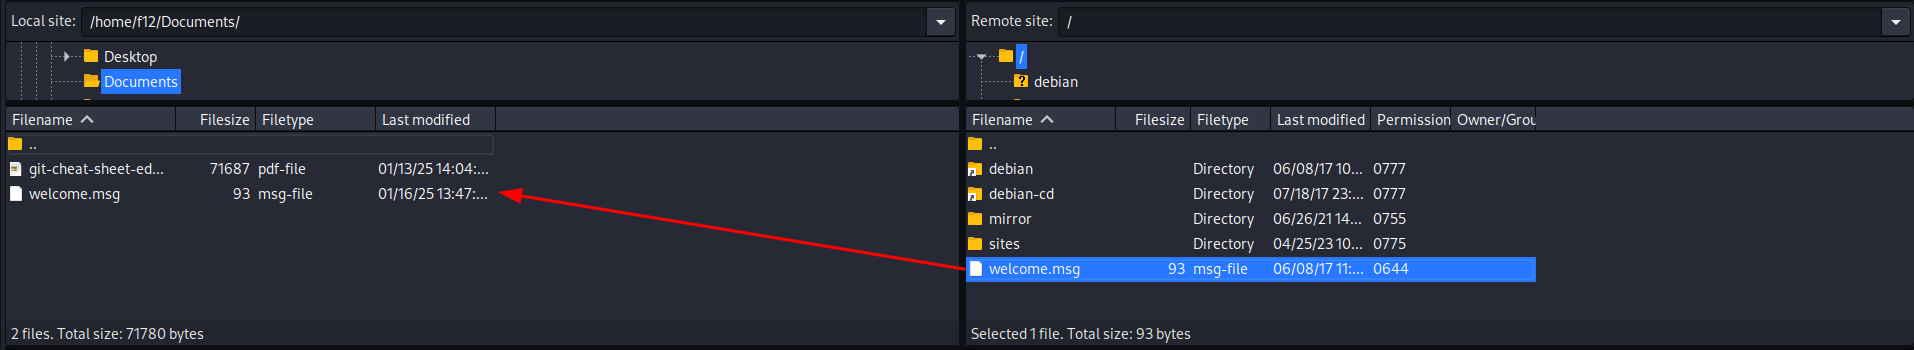 Local site: /home/f12/Documents/
Desktop
Documents
Filename Filesize Filetype Last modified
..
git-cheat-sheet-ed... 71687 pdf-file 01/13/25 14:04:...
welcome.msg 93 msg-file 01/16/25 13:47:...
2 files. Total size: 71780 bytes
Remote site: /
/
debian
Filename Filesize Filetype Last modified Permission Owner/Grou
..
debian Directory 06/08/17 10... 0777
debian-cd Directory 07/18/17 23:... 0777
mirror Directory 06/26/21 14... 0755
sites Directory 04/25/23 10... 0775
welcome.msg 93 msg-file 06/08/17 11:... 0644
Selected 1 file. Total size: 93 bytes